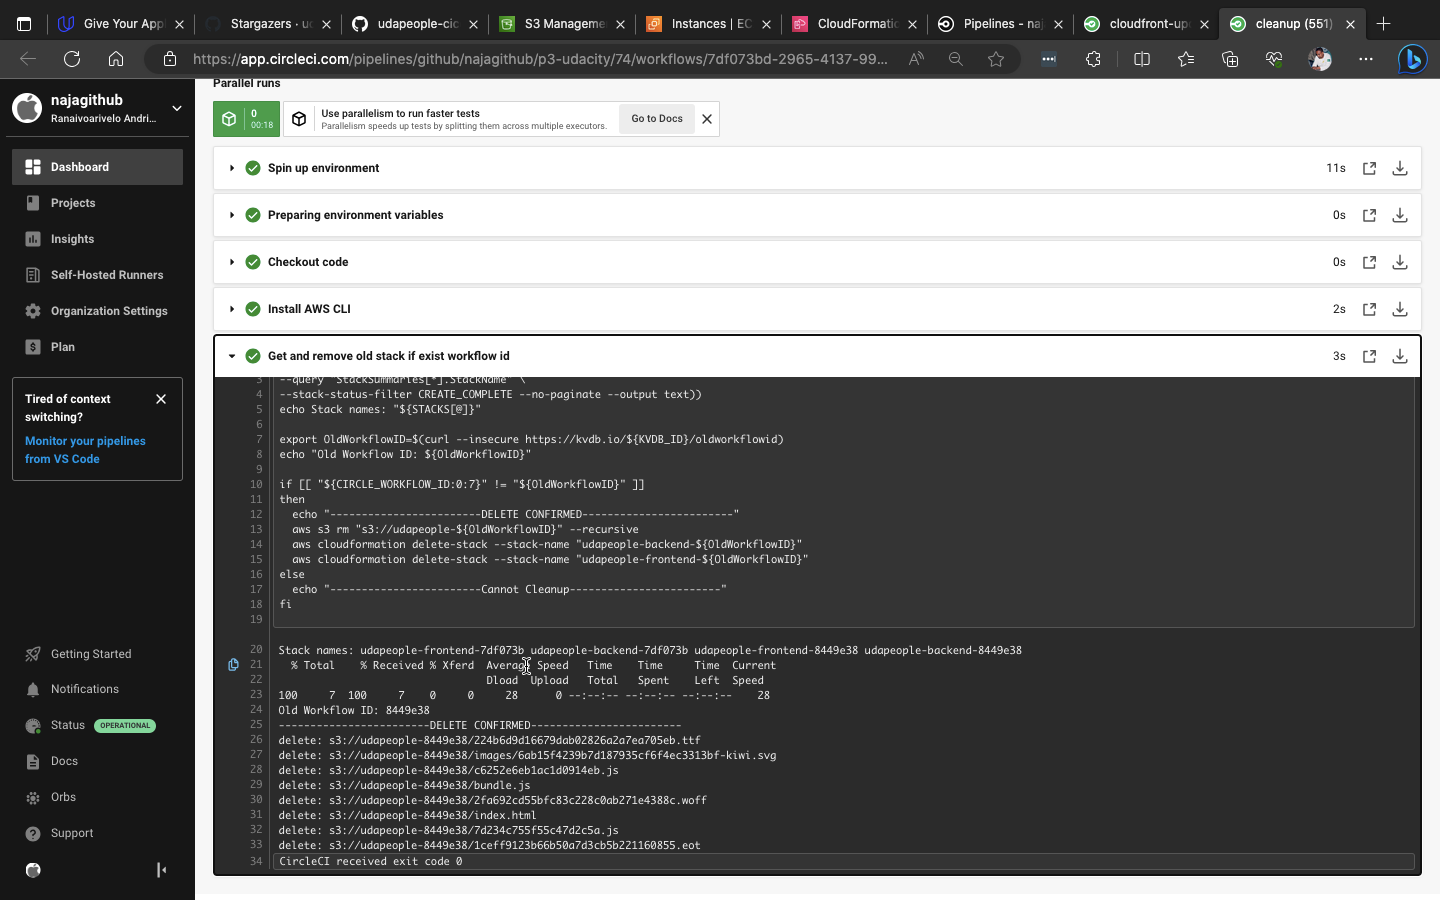 Give Your App
Stargazers · uc
udapeople-cic
S3 Manageme
Instances | EC
CloudFormatic
Pipelines - naj
cloudfront-up
cleanup (551)
https://app.circleci.com/pipelines/github/najagithub/p3-udacity/74/workflows/7df073bd-2965-4137-99...
najagithub
Ranaivoarivelo Andri...
Dashboard
Projects
Insights
Self-Hosted Runners
Organization Settings
Plan
Tired of context
switching?
Monitor your pipelines
from VS Code
Getting Started
Notifications
Status OPERATIONAL
Docs
Orbs
Support
Parallel runs
0
00:18
Use parallelism to run faster tests
Parallelism speeds up tests by splitting them across multiple executors.
Go to Docs
Spin up environment 11s
Preparing environment variables 0s
Checkout code 0s
Install AWS CLI 2s
Get and remove old stack if exist workflow id 3s
3 --query "StackSummaries[*].StackName" \
4 --stack-status-filter CREATE_COMPLETE --no-paginate --output text))
5 echo Stack names: "${STACKS[@]}"
6
7 export OldWorkflowID=$(curl --insecure https://kvdb.io/${KVDB_ID}/oldworkflowid)
8 echo "Old Workflow ID: ${OldWorkflowID}"
9
10 if [[ "${CIRCLE_WORKFLOW_ID:0:7}" != "${OldWorkflowID}" ]]
11 then
12 echo "------------------------DELETE CONFIRMED------------------------"
13 aws s3 rm "s3://udapeople-${OldWorkflowID}" --recursive
14 aws cloudformation delete-stack --stack-name "udapeople-backend-${OldWorkflowID}"
15 aws cloudformation delete-stack --stack-name "udapeople-frontend-${OldWorkflowID}"
16 else
17 echo "------------------------Cannot Cleanup------------------------"
18 fi
19
20 Stack names: udapeople-frontend-7df073b udapeople-backend-7df073b udapeople-frontend-8449e38 udapeople-backend-8449e38
21 % Total % Received % Xferd Average Speed Time Time Time Current
22 Dload Upload Total Spent Left Speed
23 100 7 100 7 0 0 28 0 --:--:-- --:--:-- --:--:-- 28
24 Old Workflow ID: 8449e38
25 ------------------------DELETE CONFIRMED------------------------
26 delete: s3://udapeople-8449e38/224b6d9d16679dab02826a2a7ea705eb.ttf
27 delete: s3://udapeople-8449e38/images/6ab15f4239b7d187935cf6f4ec3313bf-kiwi.svg
28 delete: s3://udapeople-8449e38/c6252e6eb1ac1d0914eb.js
29 delete: s3://udapeople-8449e38/bundle.js
30 delete: s3://udapeople-8449e38/2fa692cd55bfc83c228c0ab271e4388c.woff
31 delete: s3://udapeople-8449e38/index.html
32 delete: s3://udapeople-8449e38/7d234c755f55c47d2c5a.js
33 delete: s3://udapeople-8449e38/1ceff9123b66b50a7d3cb5b221160855.eot
34 CircleCI received exit code 0